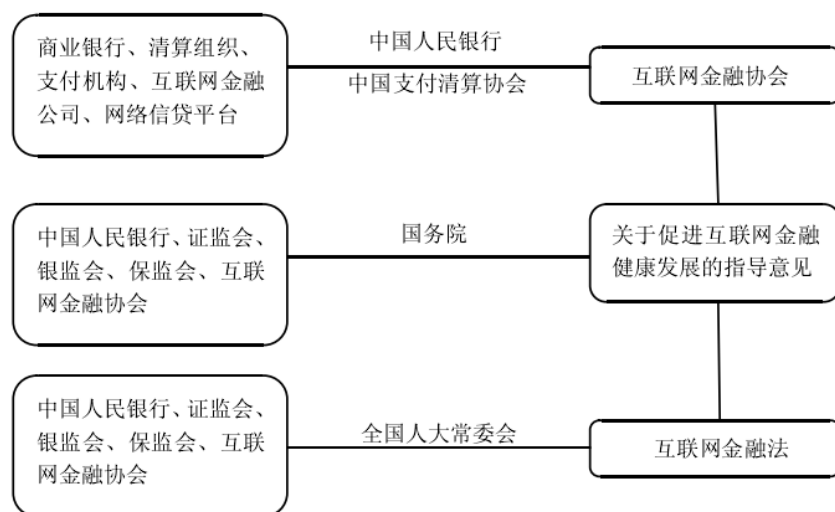 商业银行、清算组织、
支付机构、互联网金融
公司、网络信贷平台
中国人民银行
中国支付清算协会
互联网金融协会
中国人民银行、证监会、
银监会、保监会、互联
网金融协会
国务院
关于促进互联网金融
健康发展的指导意见
中国人民银行、证监会、
银监会、保监会、互联
网金融协会
全国人大常委会
互联网金融法